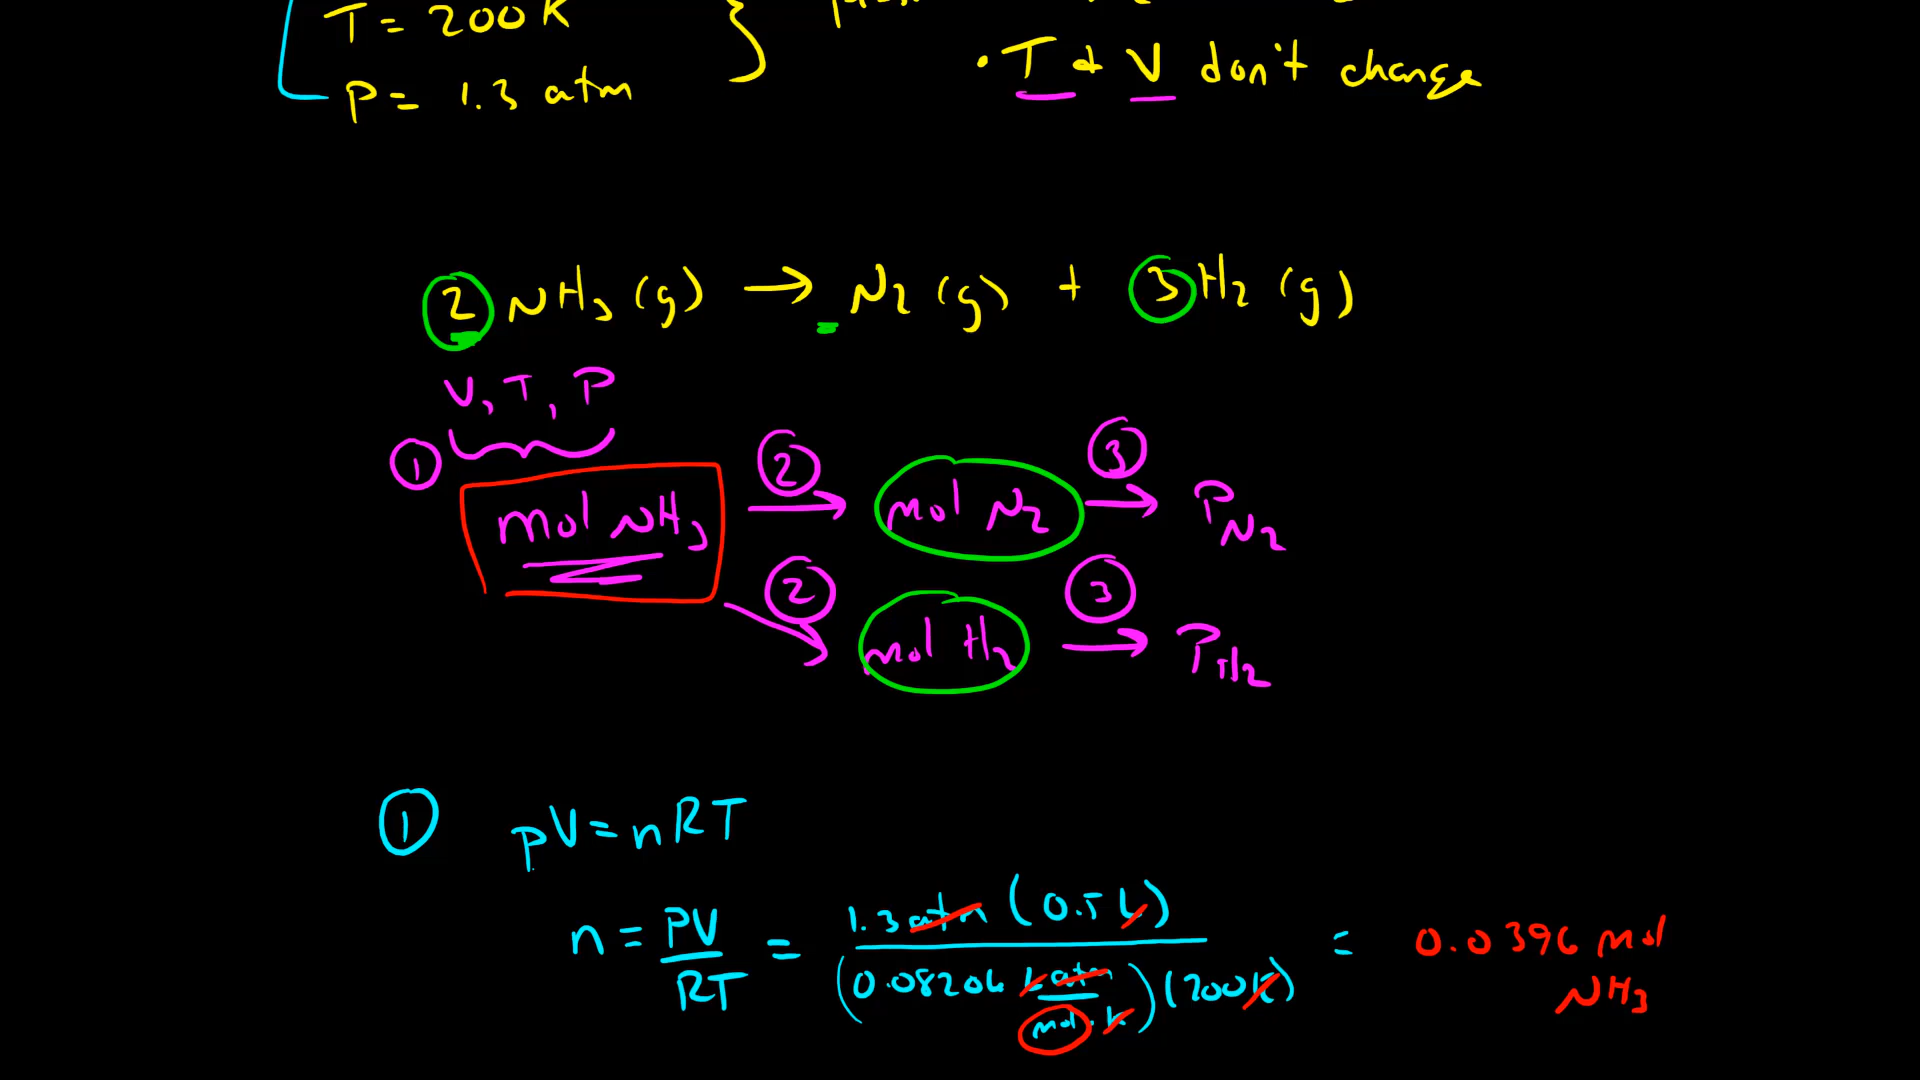 T = 200 K
P = 1.3 atm
• T & V don't change
2 NH3 (g) → N2 (g) + 3 H2 (g)
V, T, P
① ② ③
mol NH3 → mol N2 → P N2
② ③
mol H2 → P H2
① PV = nRT
n = PV / RT = 1.3 atm (0.5 L) / (0.08206 L atm / mol · K) (200 K) = 0.0396 mol
NH3